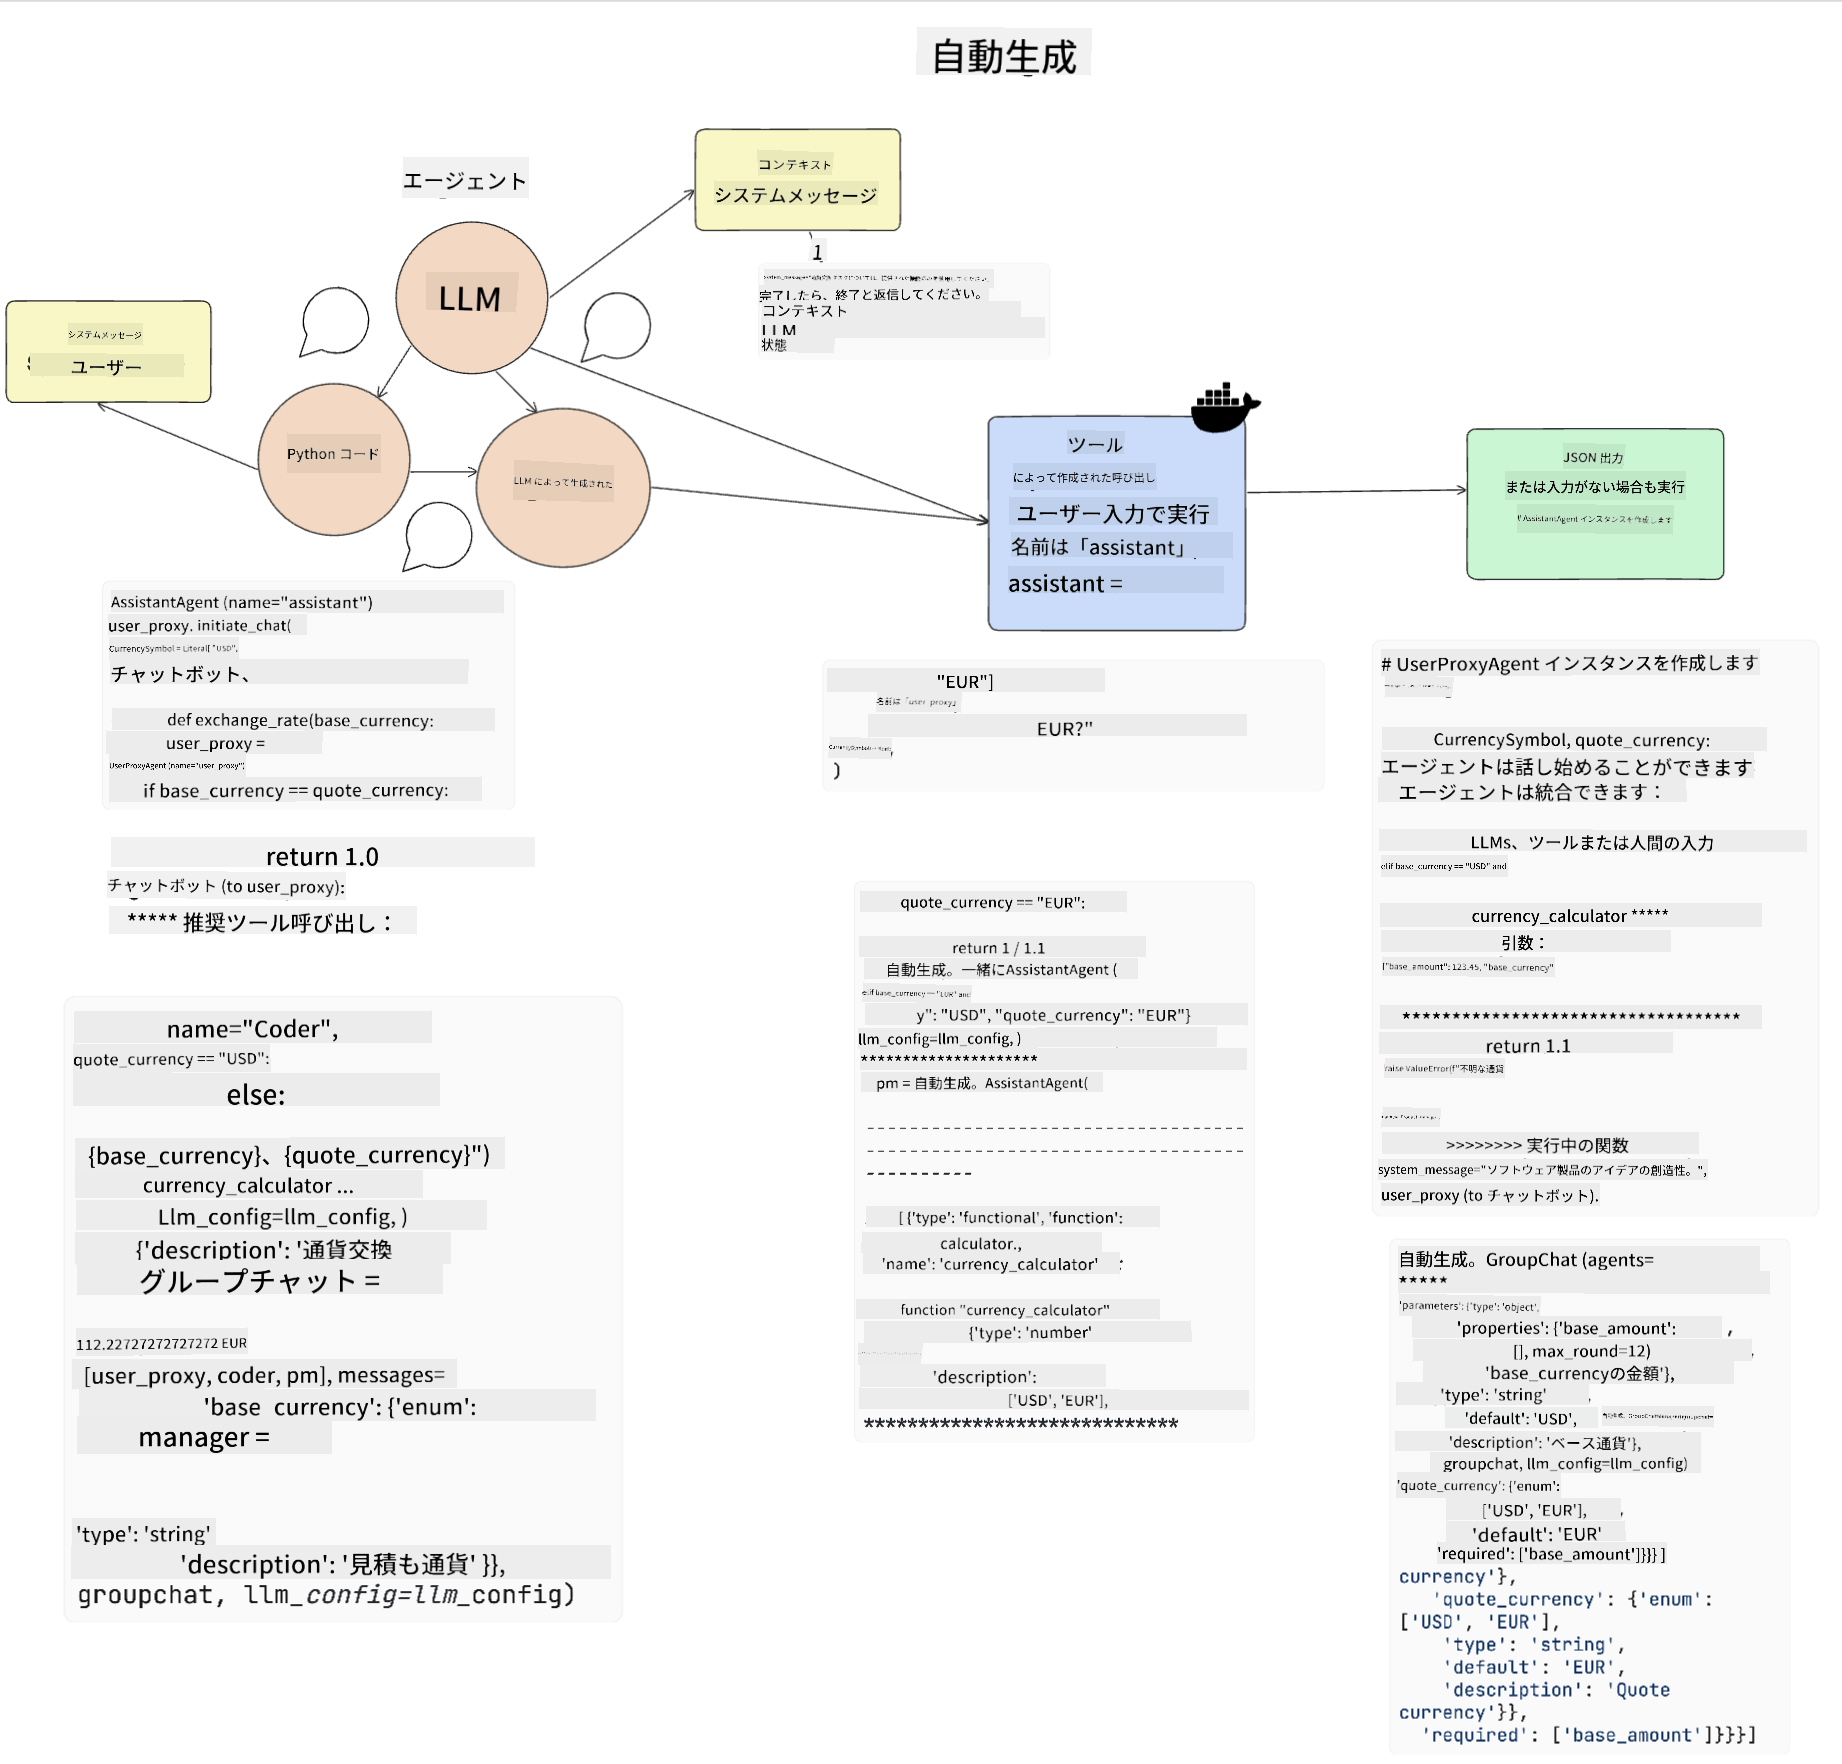 自動生成
エージェント
コンテキスト
システムメッセージ
LLM
1
完了したら、終了と返信してください。
コンテキスト
LLM
状態
システムメッセージ
ユーザー
Python コード
LLM によって生成された
ツール
によって作成された呼び出し
ユーザー入力で実行
名前は「assistant」
assistant =
JSON 出力
または入力がない場合も実行
# AssistantAgent インスタンスを作成します
AssistantAgent (name="assistant")
user_proxy. initiate_chat(
CurrencySymbol = Literal[ "USD",
チャットボット、
def exchange_rate(base_currency:
user_proxy =
UserProxyAgent (name="user_proxy")
if base_currency == quote_currency:
return 1.0
チャットボット (to user_proxy):
***** 推奨ツール呼び出し：
"EUR"]
名前は「user_proxy」
EUR?"
)
# UserProxyAgent インスタンスを作成します
CurrencySymbol, quote_currency:
エージェントは話し始めることができます
エージェントは統合できます：
LLMs、ツールまたは人間の入力
elif base_currency == "USD" and
currency_calculator *****
引数：
{"base_amount": 123.45, "base_currency"
**********************************
return 1.1
raise ValueError(f"不明な通貨
>>>>>>>> 実行中の関数
system_message="ソフトウェア製品のアイデアの創造性。",
user_proxy (to チャットボット).
name="Coder",
quote_currency == "USD":
else:
{base_currency}、{quote_currency}")
currency_calculator ...
Llm_config=llm_config, )
{'description': '通貨交換
グループチャット =
112.22727272727272 EUR
[user_proxy, coder, pm], messages=
'base_currency': {'enum':
manager =
'type': 'string'
'description': '見積も通貨' }},
groupchat, llm_config=llm_config)
quote_currency == "EUR":
return 1 / 1.1
自動生成。一緒にAssistantAgent (
elif base_currency == "EUR" and
y": "USD", "quote_currency": "EUR"}
llm_config=llm_config, )
*********************
pm = 自動生成。AssistantAgent(
[ {'type': 'functional', 'function':
calculator.,
'name': 'currency_calculator'
function "currency_calculator"
{'type': 'number'
'description':
['USD', 'EUR'],
*****************************
自動生成。GroupChat (agents=
*****
'parameters': {'type': 'object',
'properties': {'base_amount': ,
[], max_round=12)
'base_currencyの金額'},
'type': 'string'
'default': 'USD',
'description': 'ベース通貨'},
groupchat, llm_config=llm_config)
'quote_currency': {'enum':
['USD', 'EUR'],
'default': 'EUR'
'required': ['base_amount']}}} ]
currency'},
'quote_currency': {'enum':
['USD', 'EUR'],
'type': 'string',
'default': 'EUR',
'description': 'Quote
currency'}},
'required': ['base_amount']}}}]